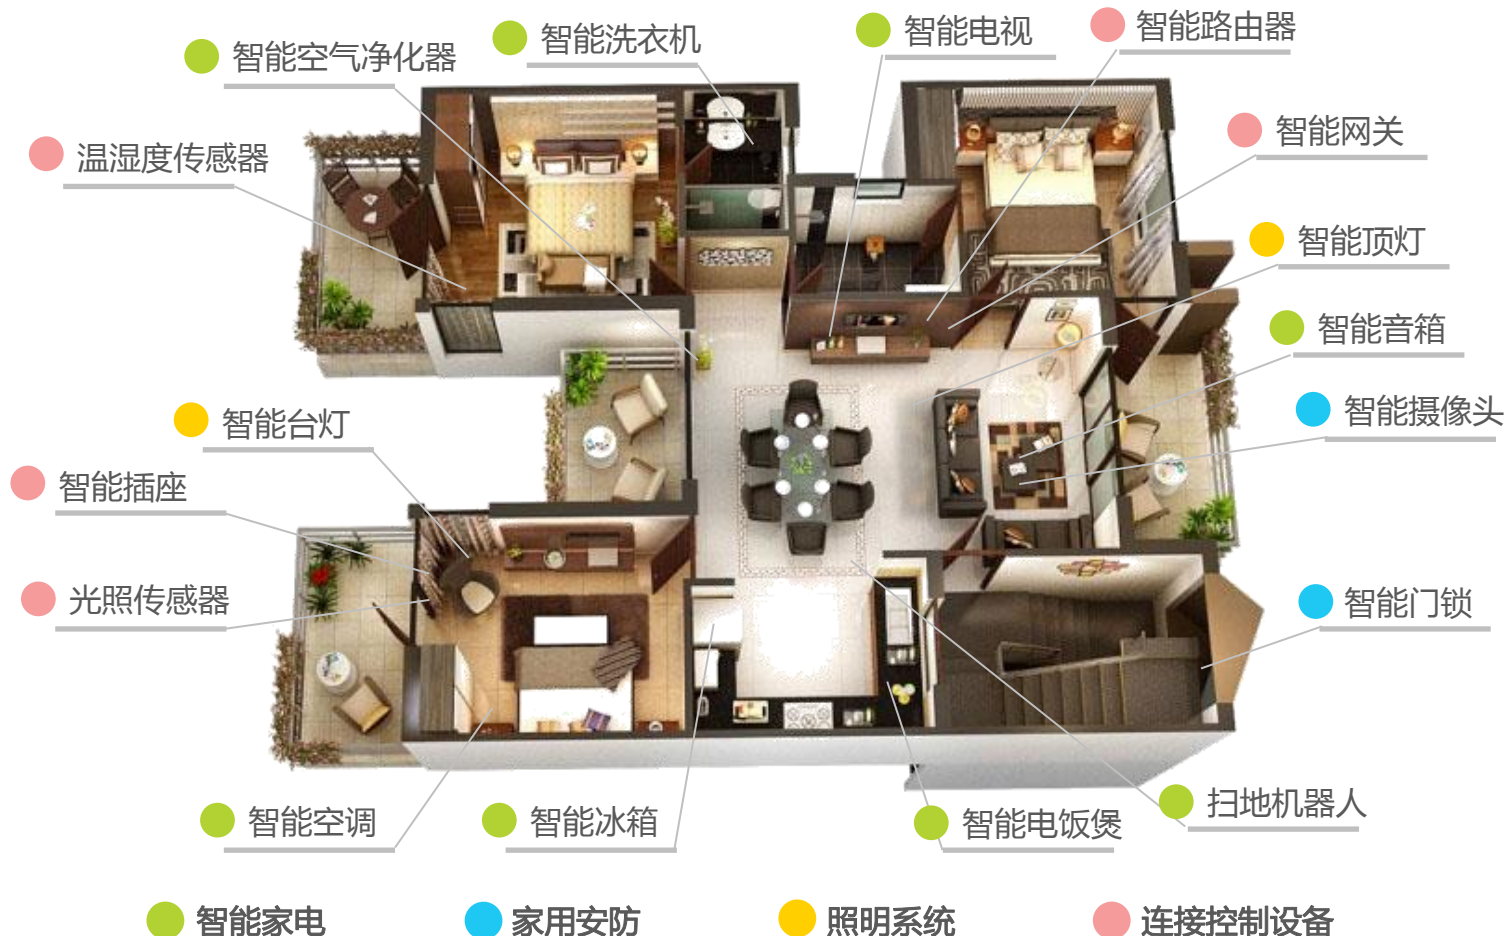 智能空气净化器
智能洗衣机
智能电视
智能路由器
温湿度传感器
智能网关
智能顶灯
智能音箱
智能台灯
智能摄像头
智能插座
光照传感器
智能门锁
智能空调
智能冰箱
智能电饭煲
扫地机器人
智能家电
家用安防
照明系统
连接控制设备